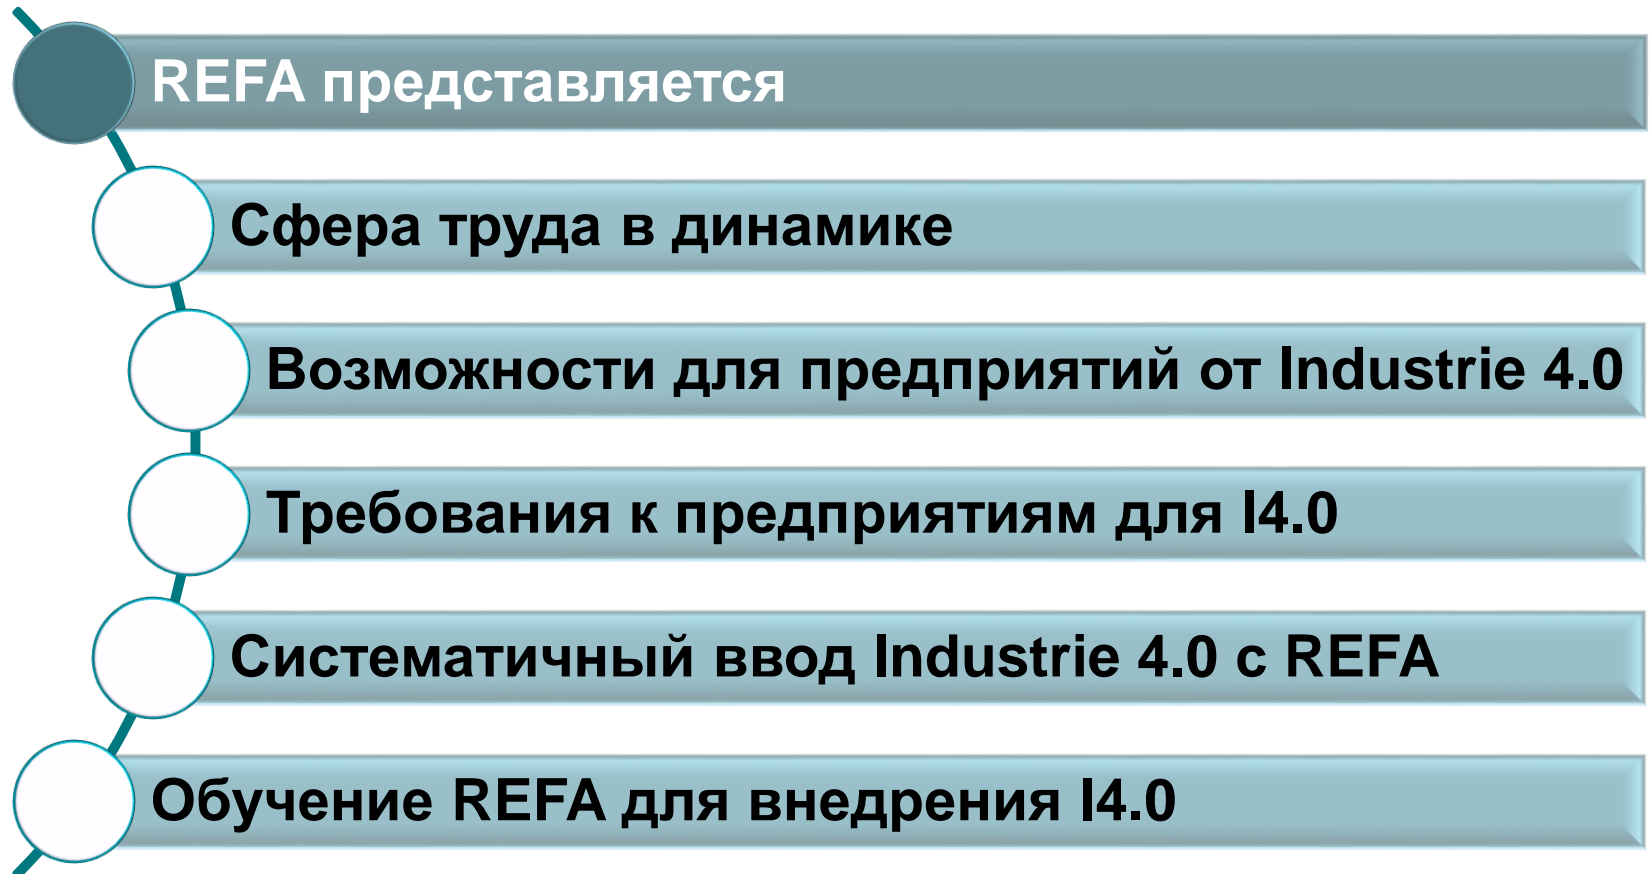 REFA представляется
Сфера труда в динамике
Возможности для предприятий от Industrie 4.0
Требования к предприятиям для I4.0
Систематичный ввод Industrie 4.0 с REFA
Обучение REFA для внедрения I4.0